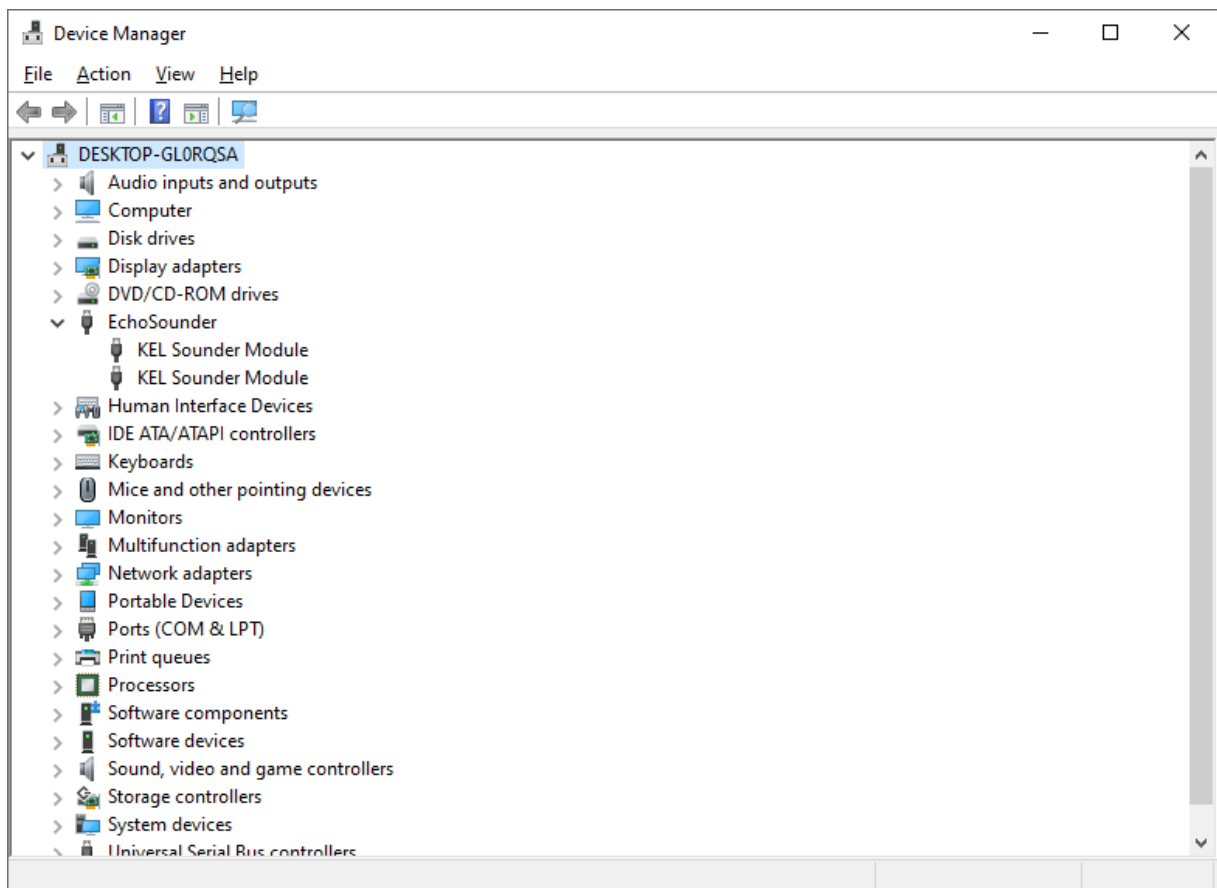 Device Manager
File Action View Help
DESKTOP-GL0RQSA
Audio inputs and outputs
Computer
Disk drives
Display adapters
DVD/CD-ROM drives
EchoSounder
KEL Sounder Module
KEL Sounder Module
Human Interface Devices
IDE ATA/ATAPI controllers
Keyboards
Mice and other pointing devices
Monitors
Multifunction adapters
Network adapters
Portable Devices
Ports (COM & LPT)
Print queues
Processors
Software components
Software devices
Sound, video and game controllers
Storage controllers
System devices
Universal Serial Bus controllers